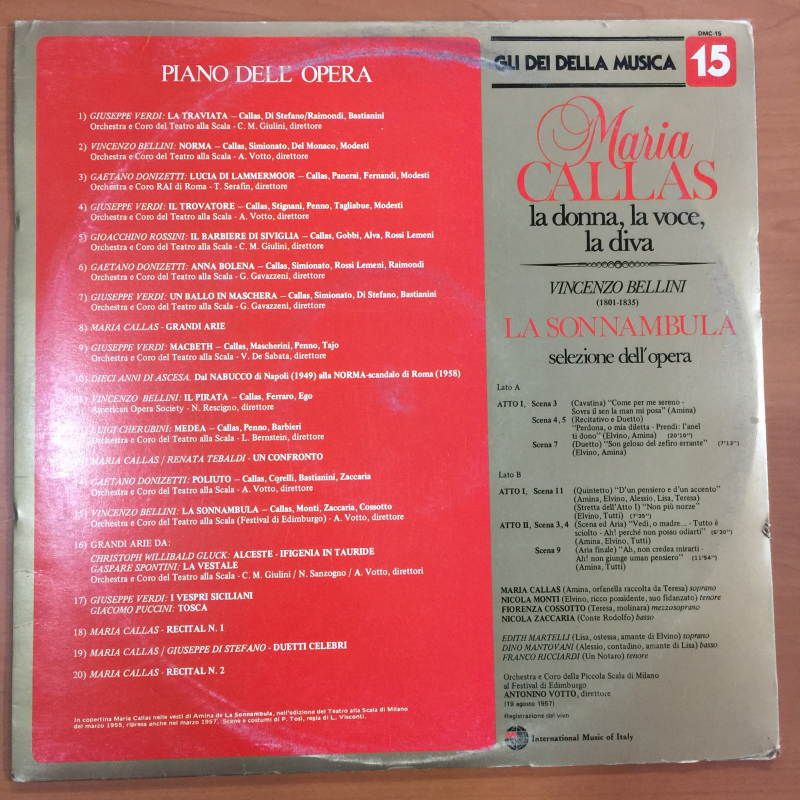 PIANO DELL'OPERA
1) GIUSEPPE VERDI: LA TRAVIATA — Callas, Di Stefano/Raimondi, Bastianini
Orchestra e Coro del Teatro alla Scala - C. M. Giulini, direttore
2) VINCENZO BELLINI: NORMA — Callas, Simionato, Del Monaco, Modesti
Orchestra e Coro del Teatro alla Scala - A. Votto, direttore
3) GAETANO DONIZETTI: LUCIA DI LAMMERMOOR — Callas, Panerai, Fernandi, Modesti
Orchestra e Coro RAI di Roma - T. Serafin, direttore
4) GIUSEPPE VERDI: IL TROVATORE — Callas, Stignani, Penno, Tagliabue, Modesti
Orchestra e Coro del Teatro alla Scala - A. Votto, direttore
5) GIOACCHINO ROSSINI: IL BARBIERE DI SIVIGLIA — Callas, Gobbi, Alva, Rossi Lemeni
Orchestra e Coro del Teatro alla Scala - C. M. Giulini, direttore
6) GAETANO DONIZETTI: ANNA BOLENA — Callas, Simionato, Rossi Lemeni, Raimondi
Orchestra e Coro del Teatro alla Scala - G. Gavazzeni, direttore
7) GIUSEPPE VERDI: UN BALLO IN MASCHERA — Callas, Simionato, Di Stefano, Bastianini
Orchestra e Coro del Teatro alla Scala - G. Gavazzeni, direttore
8) MARIA CALLAS - GRANDI ARIE
9) GIUSEPPE VERDI: MACBETH — Callas, Mascherini, Penno, Tajo
Orchestra e Coro del Teatro alla Scala - V. De Sabata, direttore
10) DIECI ANNI DI ASCESA. Dal NABUCCO di Napoli (1949) alla NORMA-scandalo di Roma (1958)
11) VINCENZO BELLINI: IL PIRATA — Callas, Ferraro, Ego
American Opera Society - N. Rescigno, direttore
LUIGI CHERUBINI: MEDEA — Callas, Penno, Barbieri
Orchestra e Coro del Teatro alla Scala - L. Bernstein, direttore
MARIA CALLAS / RENATA TEBALDI - UN CONFRONTO
GAETANO DONIZETTI: POLIUTO — Callas, Corelli, Bastianini, Zaccaria
Orchestra e Coro del Teatro alla Scala - A. Votto, direttore
15) VINCENZO BELLINI: LA SONNAMBULA — Callas, Monti, Zaccaria, Cossotto
Orchestra e Coro del Teatro alla Scala (Festival di Edimburgo) - A. Votto, direttore
16) GRANDI ARIE DA:
CHRISTOPH WILLIBALD GLUCK: ALCESTE - IFIGENIA IN TAURIDE
GASPARE SPONTINI: LA VESTALE
Orchestra e Coro del Teatro alla Scala - C. M. Giulini / N. Sanzogno / A. Votto, direttori
17) GIUSEPPE VERDI: I VESPRI SICILIANI
GIACOMO PUCCINI: TOSCA
18) MARIA CALLAS - RECITAL N. 1
19) MARIA CALLAS / GIUSEPPE DI STEFANO - DUETTI CELEBRI
20) MARIA CALLAS - RECITAL N. 2
In copertina Maria Callas nelle vesti di Amina de La Sonnambula, nell'edizione del Teatro alla Scala di Milano
del marzo 1955, ripresa anche nel marzo 1957. Scene e costumi di P. Tosi, regia di L. Visconti.
DMC-15
GLI DEI DELLA MUSICA 15
Maria
CALLAS
la donna, la voce,
la diva
VINCENZO BELLINI
(1801-1835)
LA SONNAMBULA
selezione dell'opera
Lato A
ATTO I, Scena 3 (Cavatina) "Come per me sereno -
Sovra il sen la man mi posa" (Amina)
Scena 4, 5 (Recitativo e Duetto)
"Perdona, o mia diletta - Prendi: l'anel
ti dono" (Elvino, Amina) (20'10")
Scena 7 (Duetto) "Son geloso del zefiro errante" (7'13")
(Elvino, Amina)
Lato B
ATTO I, Scena 11 (Quintetto) "D'un pensiero e d'un accento"
(Amina, Elvino, Alessio, Lisa, Teresa)
(Stretta dell'Atto I) "Non più nozze"
(Elvino, Tutti) (7'35")
ATTO II, Scena 3, 4 (Scena ed Aria) "Vedi, o madre... - Tutto è
sciolto - Ah! perché non posso odiarti" (6'30")
(Amina, Elvino, Tutti)
Scena 9 (Aria finale) "Ah, non credea mirarti -
Ah! non giunge uman pensiero" (11'54")
(Amina, Tutti)
MARIA CALLAS (Amina, orfanella raccolta da Teresa) soprano
NICOLA MONTI (Elvino, ricco possidente, suo fidanzato) tenore
FIORENZA COSSOTTO (Teresa, molinara) mezzosoprano
NICOLA ZACCARIA (Conte Rodolfo) basso
EDITH MARTELLI (Lisa, ostessa, amante di Elvino) soprano
DINO MANTOVANI (Alessio, contadino, amante di Lisa) basso
FRANCO RICCIARDI (Un Notaro) tenore
Orchestra e Coro della Piccola Scala di Milano
al Festival di Edimburgo
ANTONINO VOTTO, direttore
(19 agosto 1957)
Registrazione dal vivo
International Music of Italy